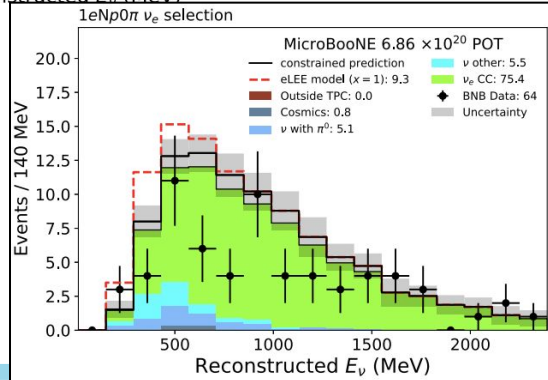 1eNp0π νₑ selection
MicroBooNE 6.86 ×10²⁰ POT
constrained prediction
eLEE model (x = 1): 9.3
Outside TPC: 0.0
Cosmics: 0.8
ν with π⁰: 5.1
ν other: 5.5
νₑ CC: 75.4
BNB Data: 64
Uncertainty
Events / 140 MeV
20.0
17.5
15.0
12.5
10.0
7.5
5.0
2.5
0.0
500 1000 1500 2000
Reconstructed Eν (MeV)